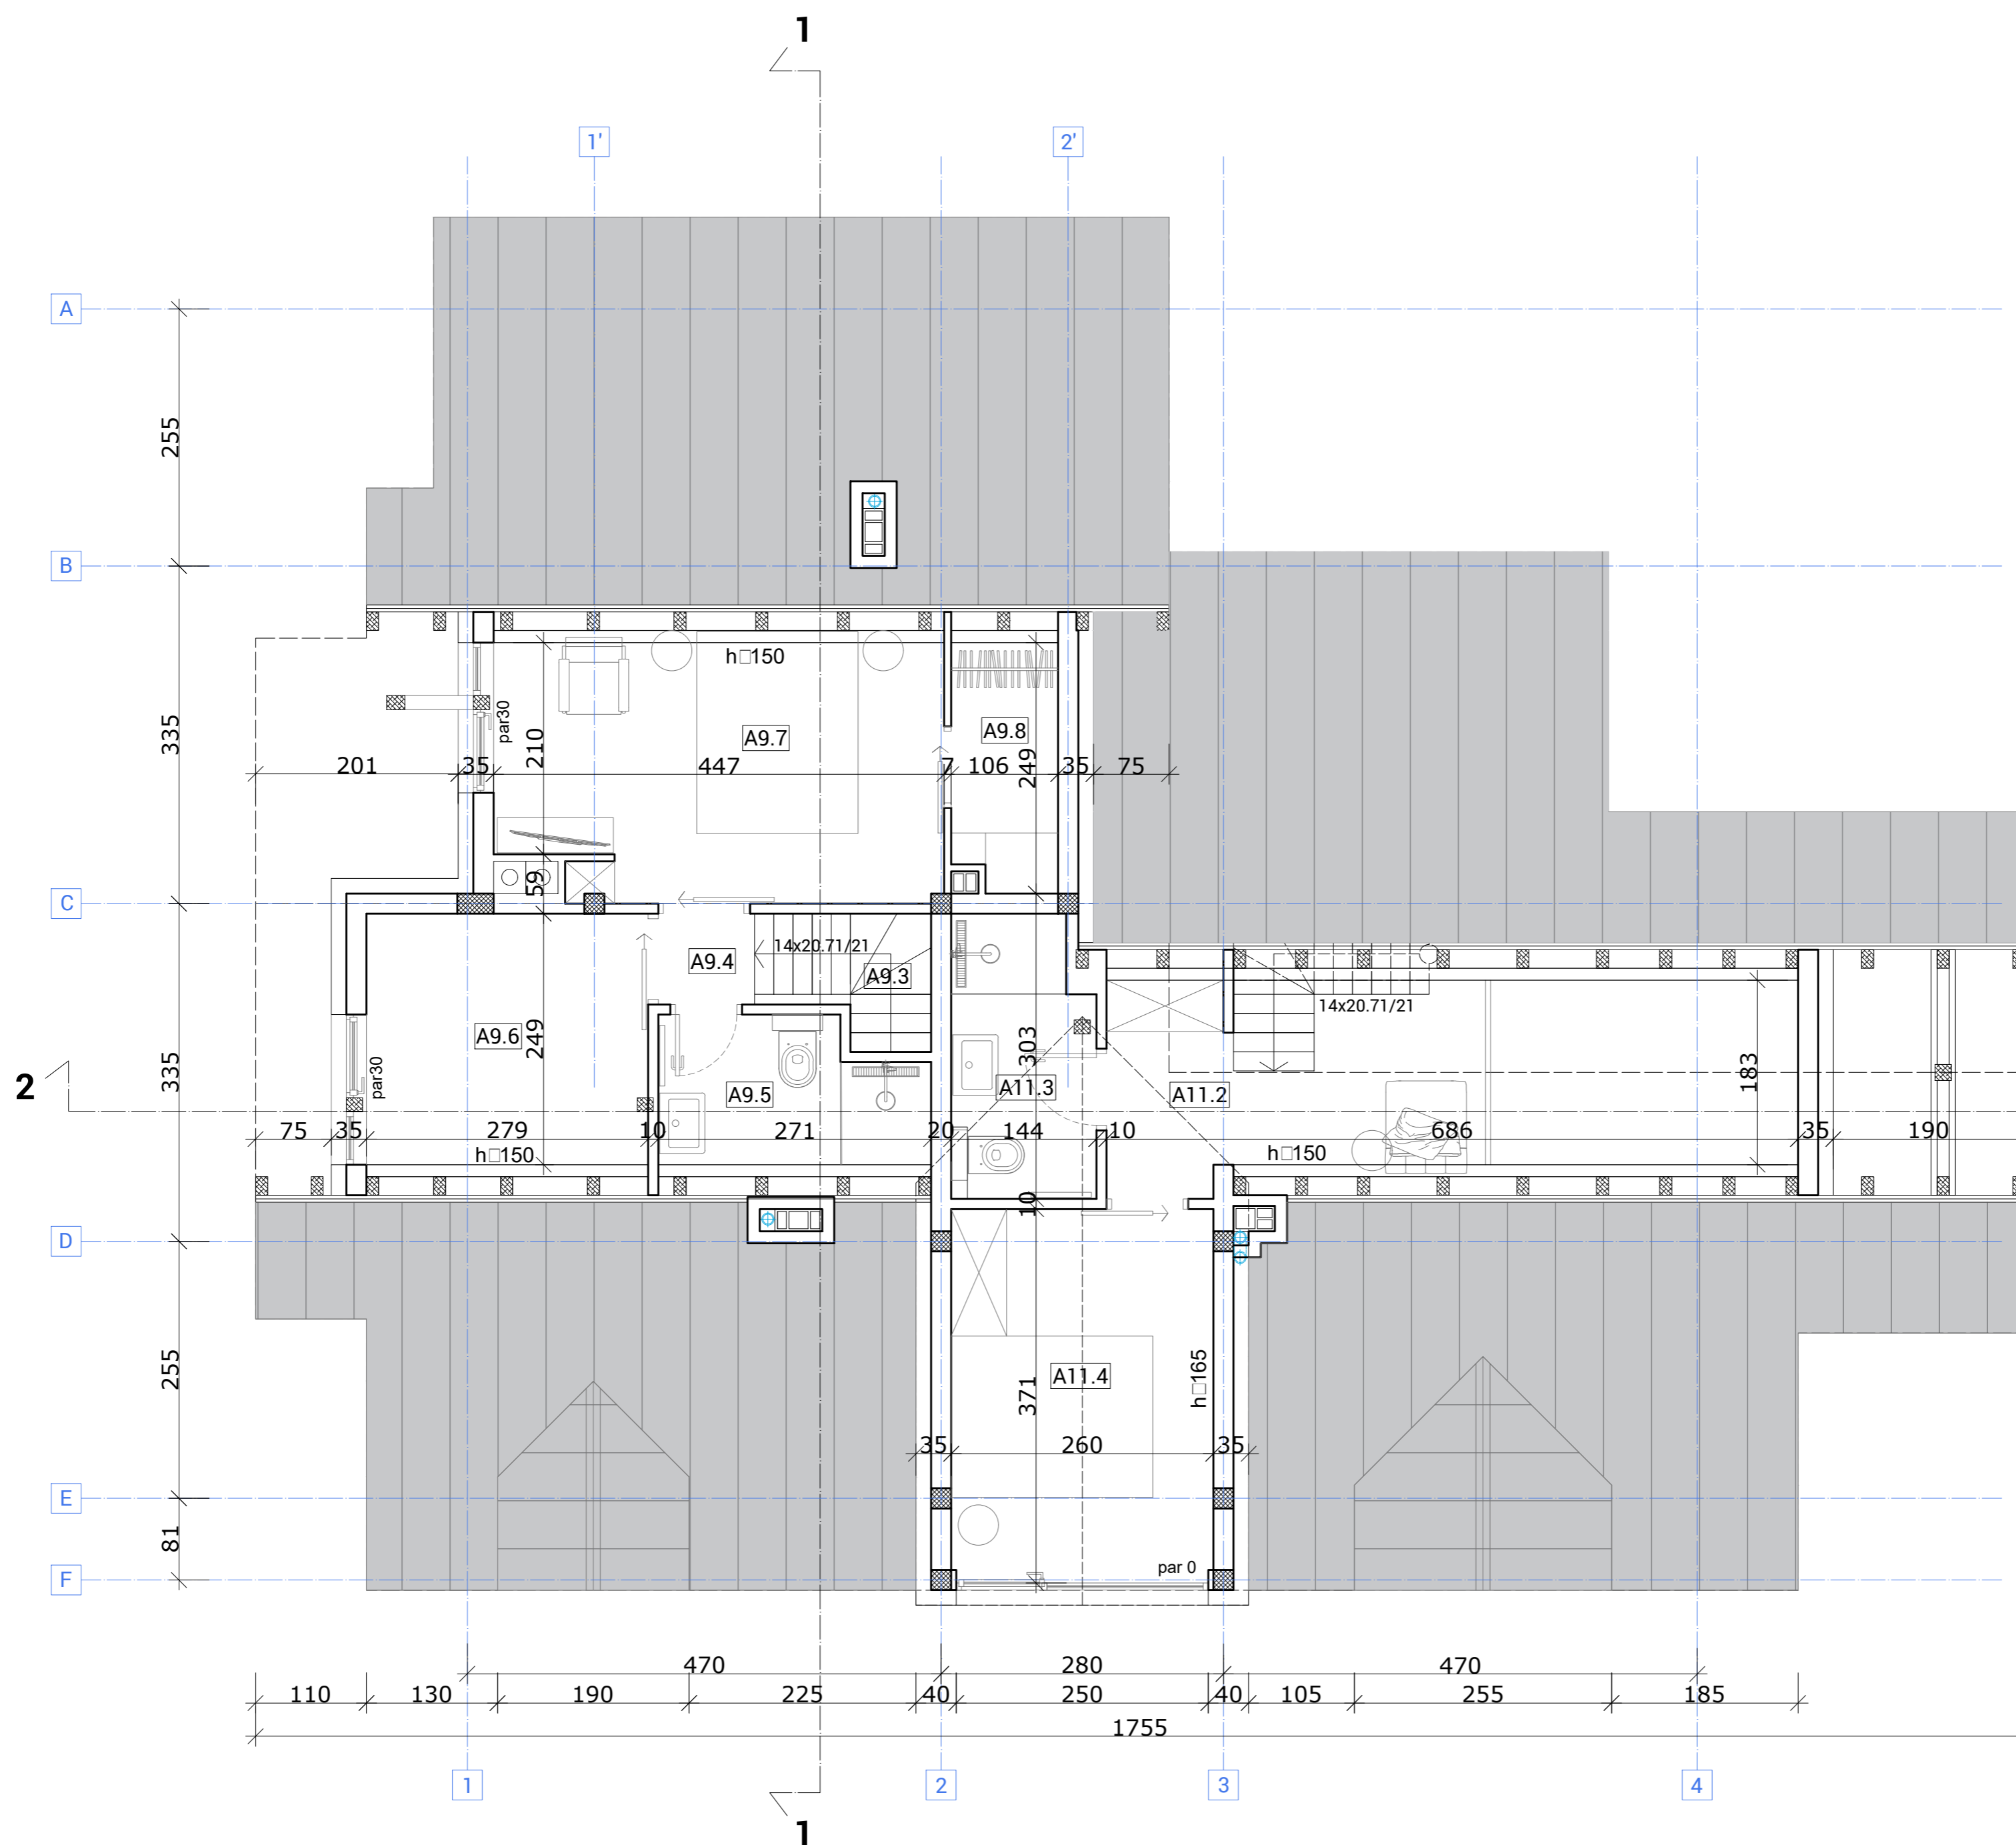 1
1'
2'
A
255
B
h□150
par30
A9.7
A9.8
335
210
249
201
35
447
7
106
35
75
59
C
14x20.71/21
A9.4
A9.3
14x20.71/21
A9.6
249
303
335
183
2
par30
A9.5
A11.3
A11.2
75
35
279
10
271
20
144
10
686
35
190
h□150
h□150
10
D
255
371
A11.4
h□165
35
260
35
E
81
par 0
F
470
280
470
110
130
190
225
40
250
40
105
255
185
1755
1
2
3
4
1